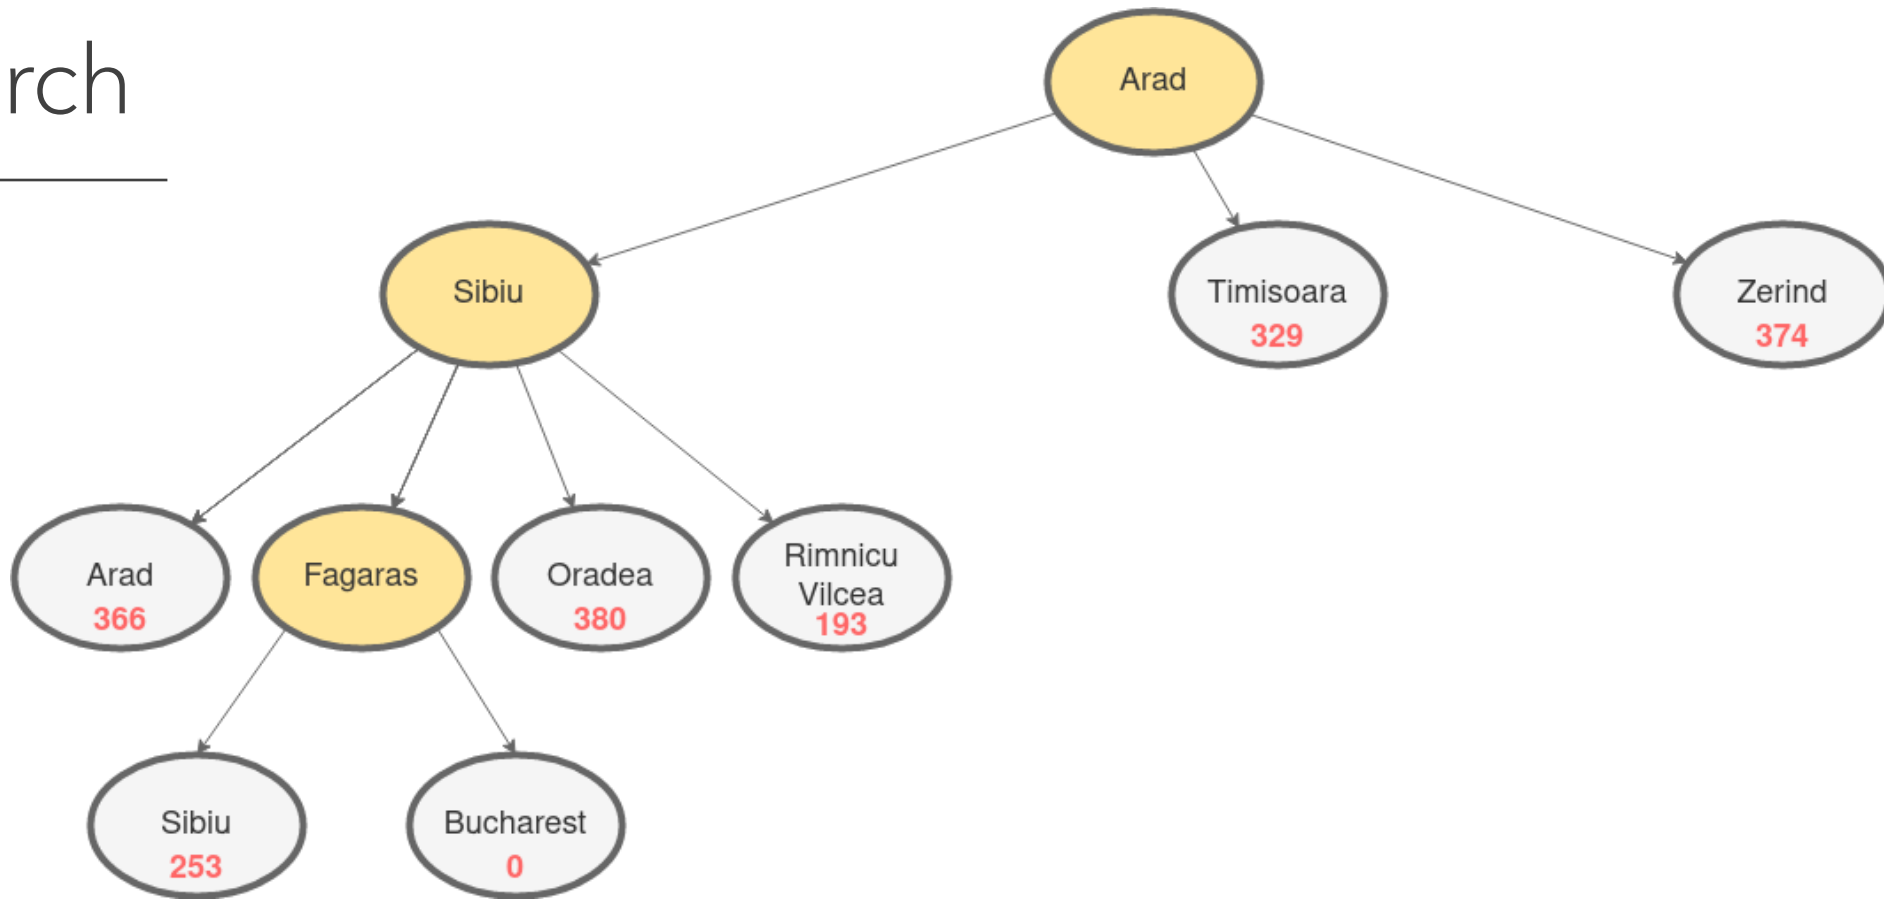 rch
Arad
Sibiu
Timisoara
329
Zerind
374
Arad
366
Fagaras
Oradea
380
Rimnicu
Vilcea
193
Sibiu
253
Bucharest
0